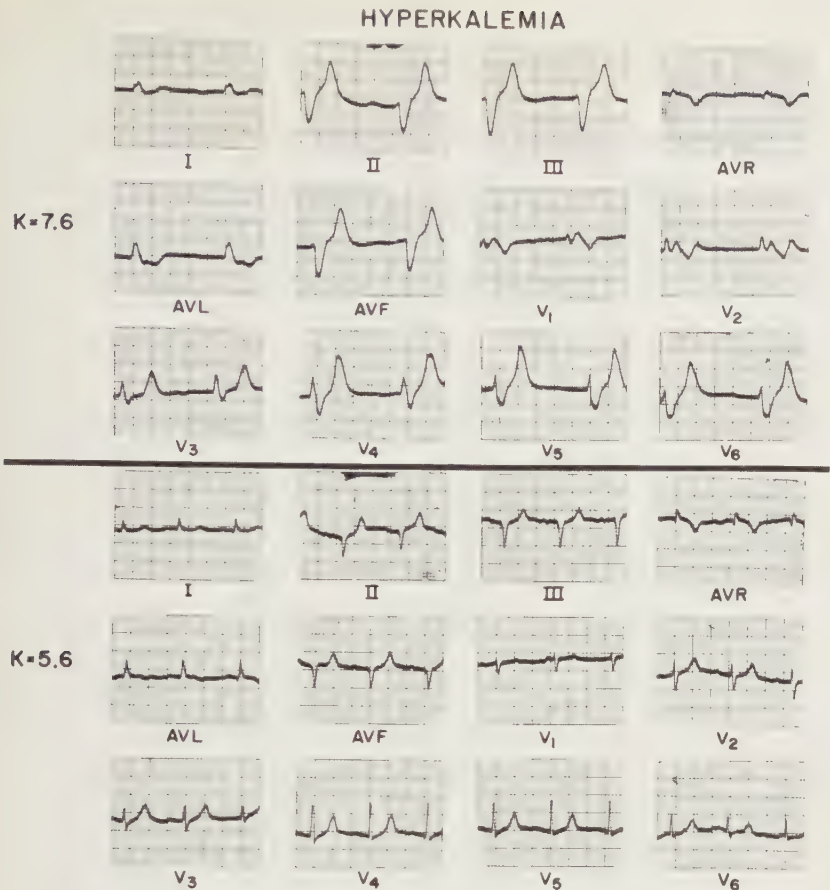 HYPERKALEMIA
I II III AVR
K=7.6
AVL AVF V₁ V₂
V₃ V₄ V₅ V₆
I II III AVR
K=5.6
AVL AVF V₁ V₂
V₃ V₄ V₅ V₆